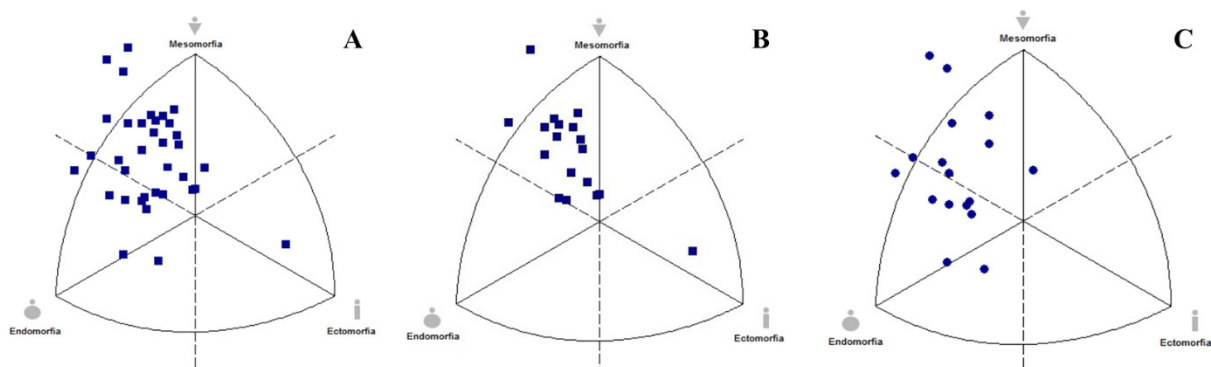 A
Mesomorfia
Endomorfia
Ectomorfia
B
Mesomorfia
Endomorfia
Ectomorfia
C
Mesomorfia
Endomorfia
Ectomorfia